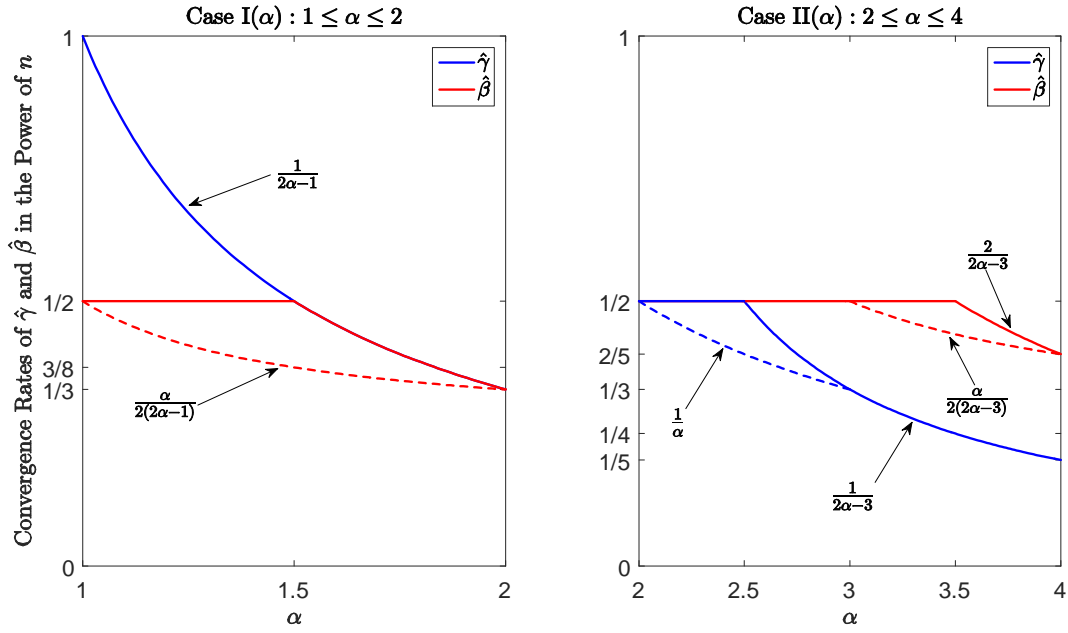 Case I(α) : 1 ≤ α ≤ 2
Convergence Rates of γ̂ and β̂ in the Power of n
1
1/2
3/8
1/3
0
γ̂
β̂
1/(2α−1)
α/(2(2α−1))
1
1.5
2
α
Case II(α) : 2 ≤ α ≤ 4
1
1/2
2/5
1/3
1/4
1/5
0
γ̂
β̂
2/(2α−3)
α/(2(2α−3))
1/α
1/(2α−3)
2
2.5
3
3.5
4
α